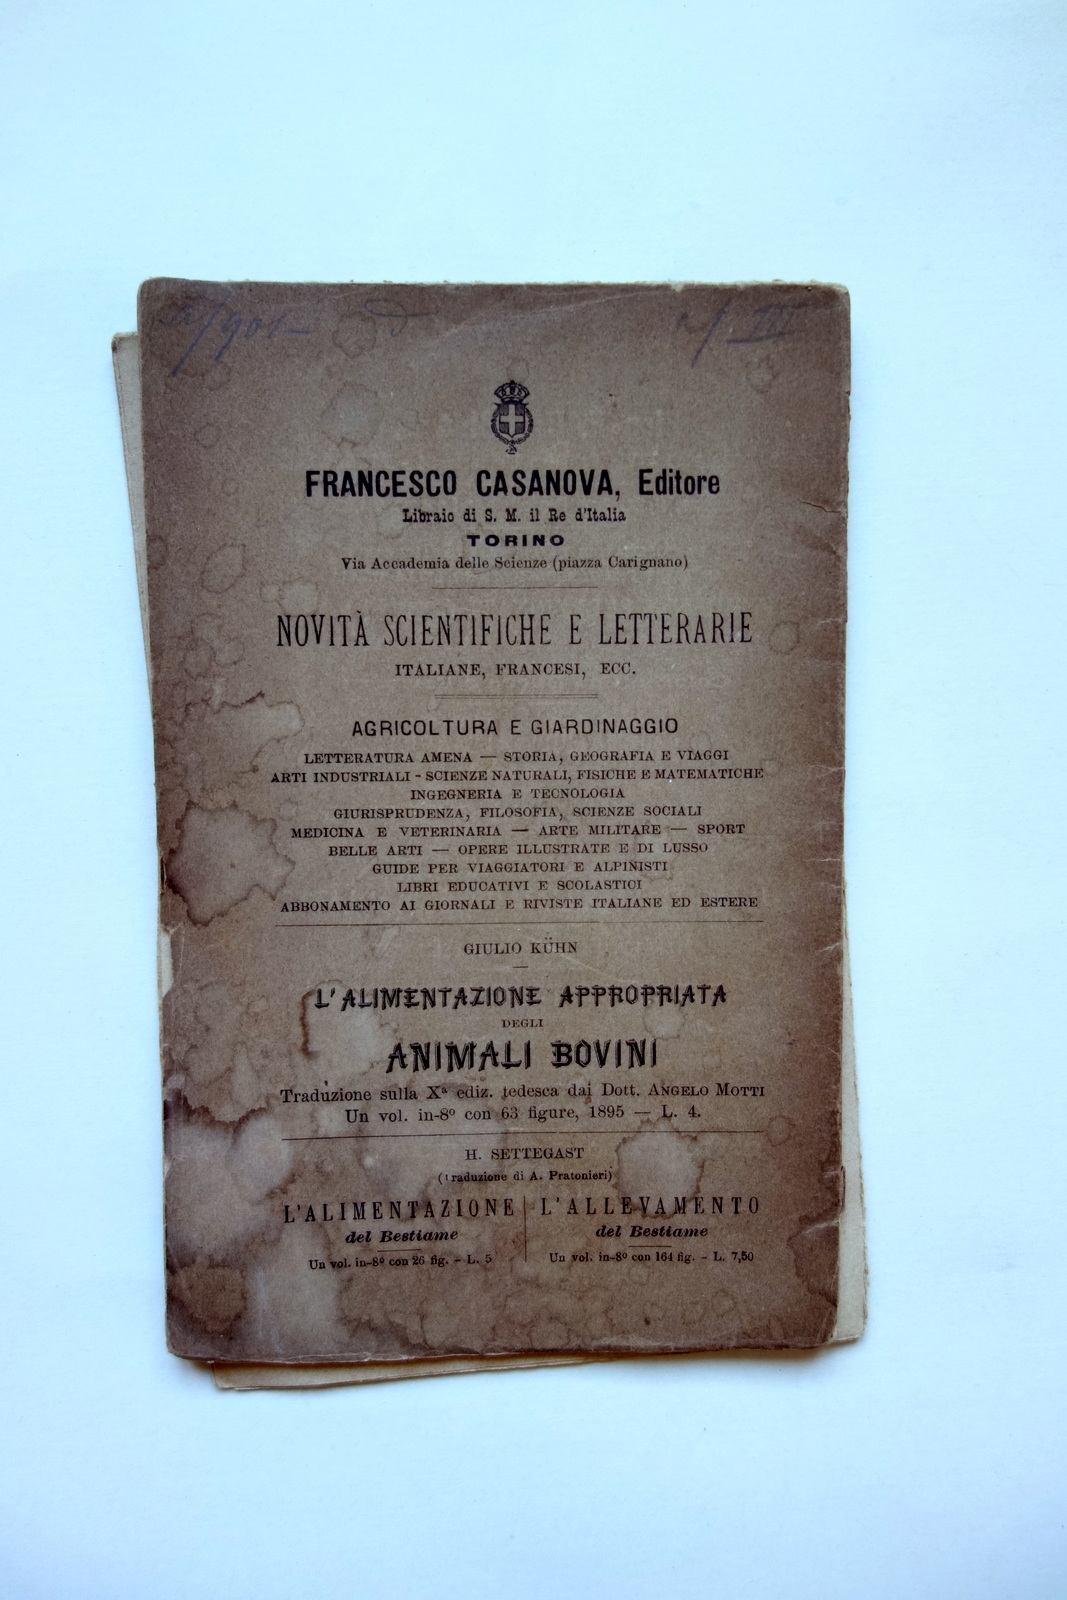 FRANCESCO CASANOVA, Editore
Libraio di S. M. il Re d'Italia
TORINO
Via Accademia delle Scienze (piazza Carignano)
NOVITÀ SCIENTIFICHE E LETTERARIE
ITALIANE, FRANCESI, ECC.
AGRICOLTURA E GIARDINAGGIO
LETTERATURA AMENA — STORIA, GEOGRAFIA E VIAGGI
ARTI INDUSTRIALI - SCIENZE NATURALI, FISICHE E MATEMATICHE
INGEGNERIA E TECNOLOGIA
GIURISPRUDENZA, FILOSOFIA, SCIENZE SOCIALI
MEDICINA E VETERINARIA — ARTE MILITARE — SPORT
BELLE ARTI — OPERE ILLUSTRATE E DI LUSSO
GUIDE PER VIAGGIATORI E ALPINISTI
LIBRI EDUCATIVI E SCOLASTICI
ABBONAMENTO AI GIORNALI E RIVISTE ITALIANE ED ESTERE
GIULIO KÜHN
L'ALIMENTAZIONE APPROPRIATA
DEGLI
ANIMALI BOVINI
Traduzione sulla Xª ediz. tedesca dai Dott. ANGELO MOTTI
Un vol. in-8º con 63 figure, 1895 — L. 4.
H. SETTEGAST
(traduzione di A. Pratonieri)
L'ALIMENTAZIONE
del Bestiame
Un vol. in-8º con 26 fig. - L. 5
L'ALLEVAMENTO
del Bestiame
Un vol. in-8º con 164 fig. - L. 7,50